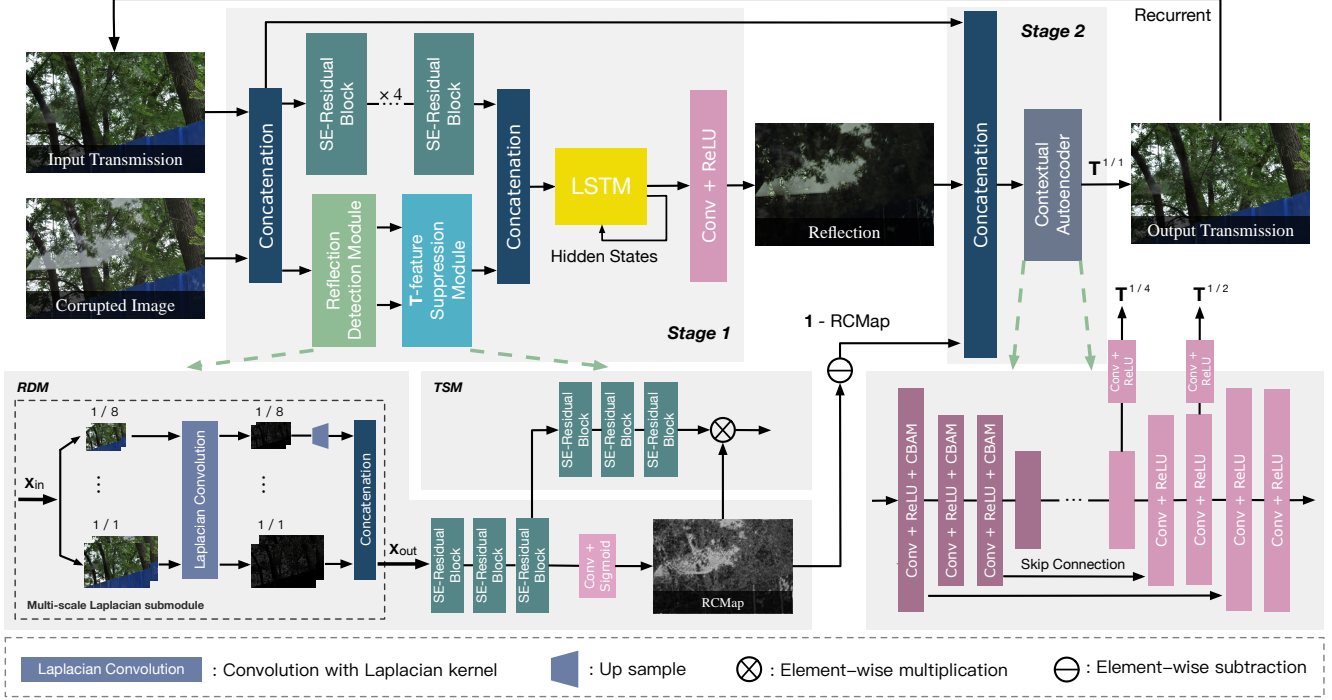 Recurrent
Stage 2
Input Transmission
Corrupted Image
Concatenation
SE-Residual
Block
× 4
...
SE-Residual
Block
Reflection
Detection Module
T-feature
Suppression
Module
Concatenation
LSTM
Hidden States
Conv + ReLU
Stage 1
Reflection
Concatenation
Contextual
Autoencoder
T 1/1
Output Transmission
1 - RCMap
T 1/4
T 1/2
Conv +
ReLU
Conv +
ReLU
RDM
1 / 8
Xin
...
1 / 1
Laplacian Convolution
1 / 8
...
1 / 1
Concatenation
Multi-scale Laplacian submodule
Xout
TSM
SE-Residual
Block
SE-Residual
Block
SE-Residual
Block
SE-Residual
Block
SE-Residual
Block
SE-Residual
Block
Conv +
Sigmoid
RCMap
Conv + ReLU + CBAM
Conv + ReLU + CBAM
Conv + ReLU + CBAM
...
Conv + ReLU
Conv + ReLU
Conv + ReLU
Conv + ReLU
Skip Connection
Laplacian Convolution : Convolution with Laplacian kernel
: Up sample
: Element–wise multiplication
: Element–wise subtraction